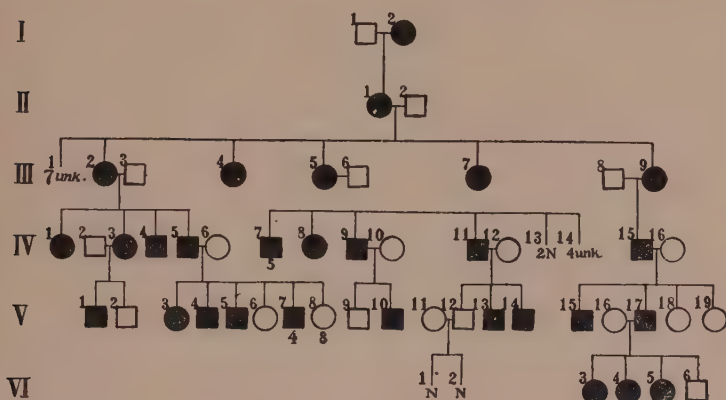 I 1 2
II 1 2
III 1 7 unk. 2 3 4 5 6 7 8 9
IV 1 2 3 4 5 6 7 5 8 9 10 11 12 13 2N 14 4 unk. 15 16
V 1 2 3 4 5 6 7 4 8 8 9 10 11 12 13 14 15 16 17 18 19
VI 1 N 2 N 3 4 5 6